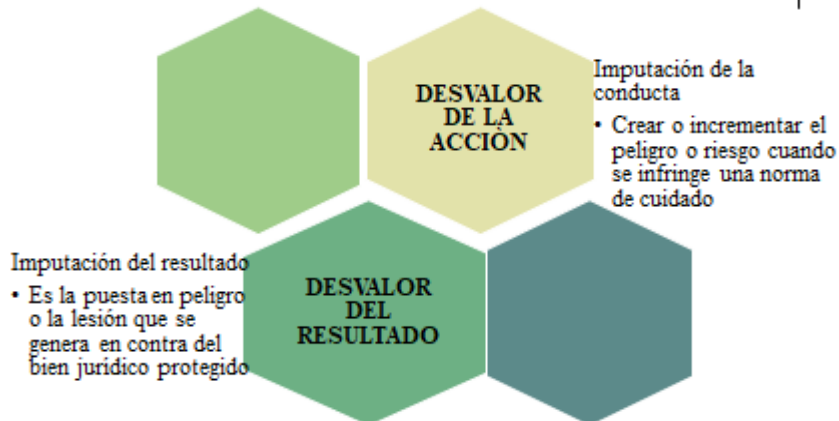 DESVALOR
DE LA
ACCIÓN
Imputación de la
conducta
• Crear o incrementar el
peligro o riesgo cuando
se infringe una norma
de cuidado
Imputación del resultado
• Es la puesta en peligro
o la lesión que se
genera en contra del
bien jurídico protegido
DESVALOR
DEL
RESULTADO